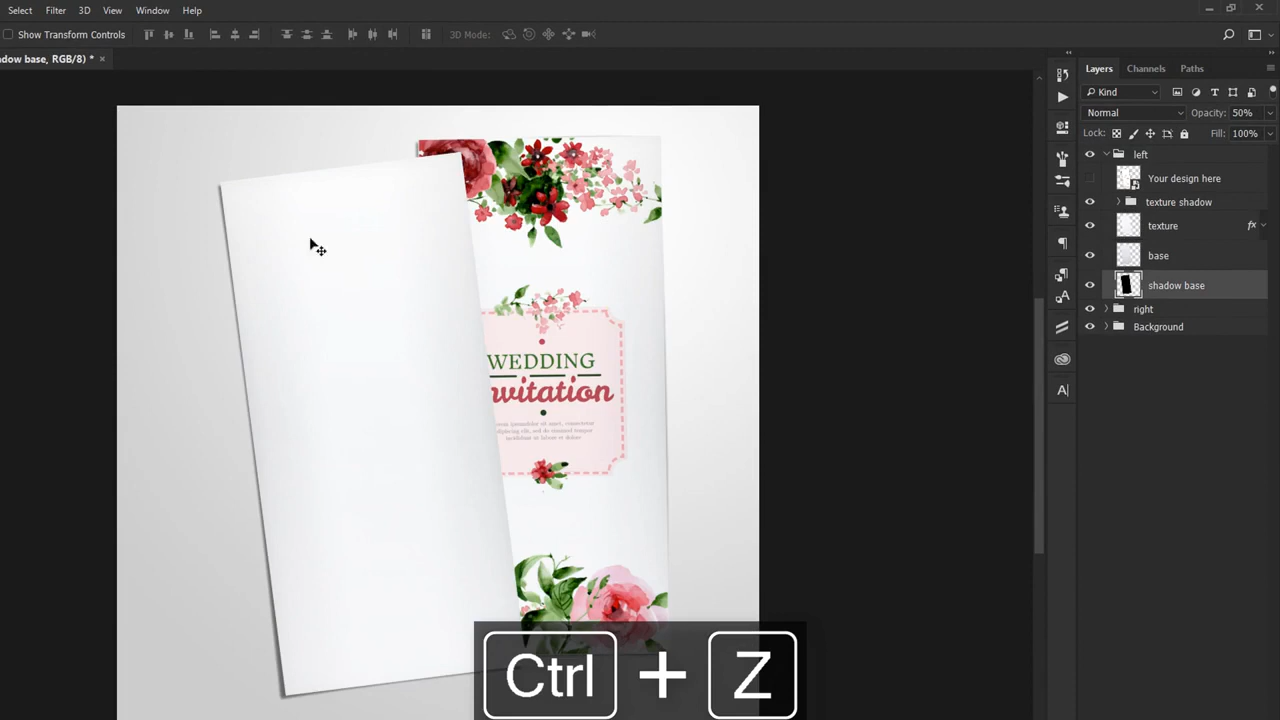 Select Filter 3D View Window Help
Show Transform Controls 3D Mode:
dow base, RGB/8) * ×
Layers Channels Paths
Kind
Normal Opacity: 50%
Lock: Fill: 100%
left
Your design here
texture shadow
texture fx
base
shadow base
right
Background
WEDDING
nvitation
Ctrl + Z